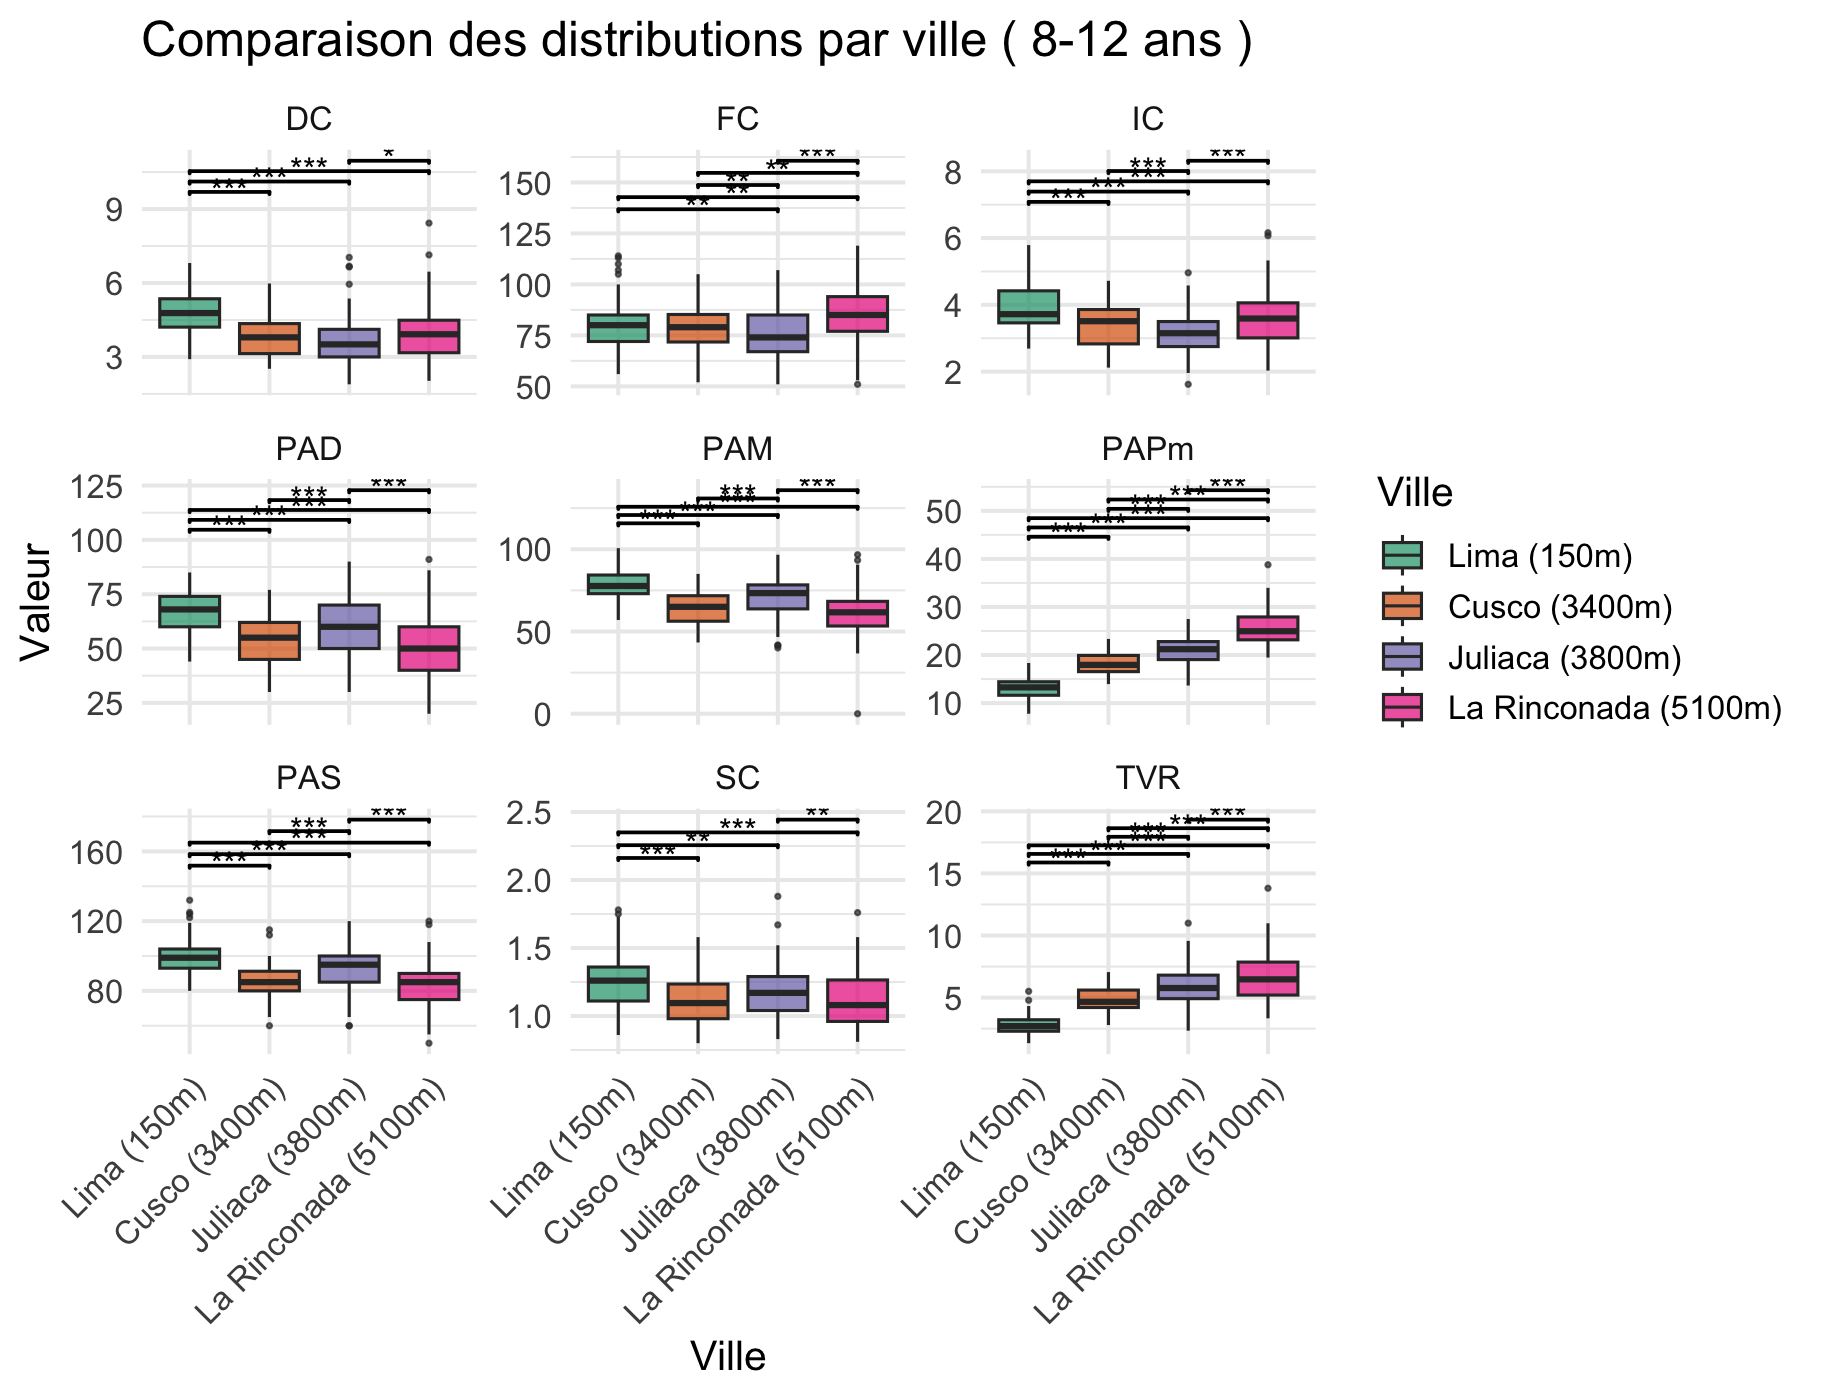 Comparaison des distributions par ville ( 8-12 ans )
DC
FC
IC
***
***
***
*
9
6
3
**
**
**
**
***
150
125
100
75
50
***
***
***
***
***
8
6
4
2
PAD
PAM
PAPm
***
***
***
***
***
125
100
75
50
25
***
***
***
***
***
100
50
0
***
***
***
***
***
***
50
40
30
20
10
PAS
SC
TVR
***
***
***
***
***
160
120
80
***
**
***
**
2.5
2.0
1.5
1.0
***
***
***
***
***
***
20
15
10
5
Valeur
Lima (150m)
Cusco (3400m)
Juliaca (3800m)
La Rinconada (5100m)
Lima (150m)
Cusco (3400m)
Juliaca (3800m)
La Rinconada (5100m)
Lima (150m)
Cusco (3400m)
Juliaca (3800m)
La Rinconada (5100m)
Ville
Ville
Lima (150m)
Cusco (3400m)
Juliaca (3800m)
La Rinconada (5100m)